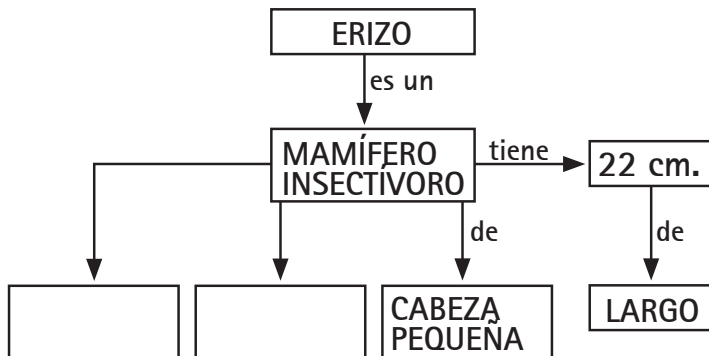 ERIZO
es un
MAMÍFERO
INSECTÍVORO
tiene
22 cm.
de
de
CABEZA
PEQUEÑA
LARGO